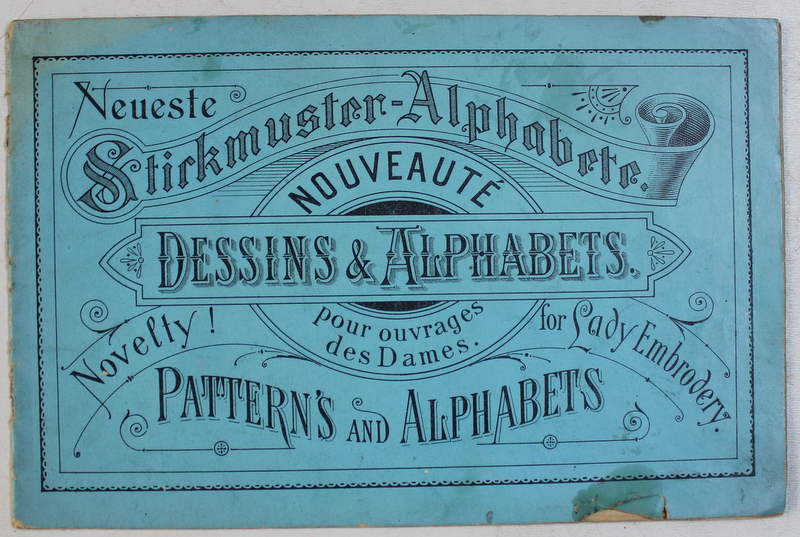 Neueste
Stickmuster-Alphabete.
NOUVEAUTÉ
DESSINS & ALPHABETS.
pour ouvrages
des Dames.
Novelty!
for Lady Embrodery.
PATTERN'S AND ALPHABETS